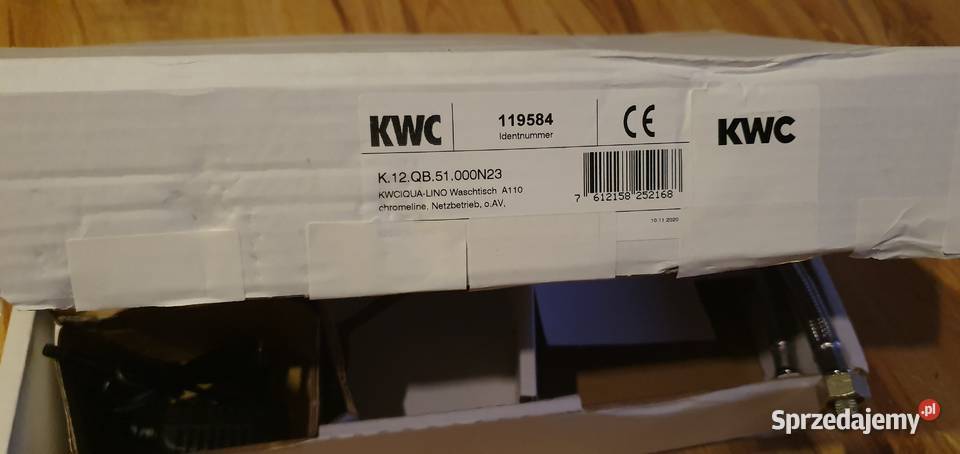 KWC
119584
Identnummer
CE
KWC
K.12.QB.51.000N23
KWCIQUA-LINO Waschtisch A110
chromeline, Netzbetrieb, o.AV,
7 612158 252168
10.11.2020
Sprzedajemy.pl